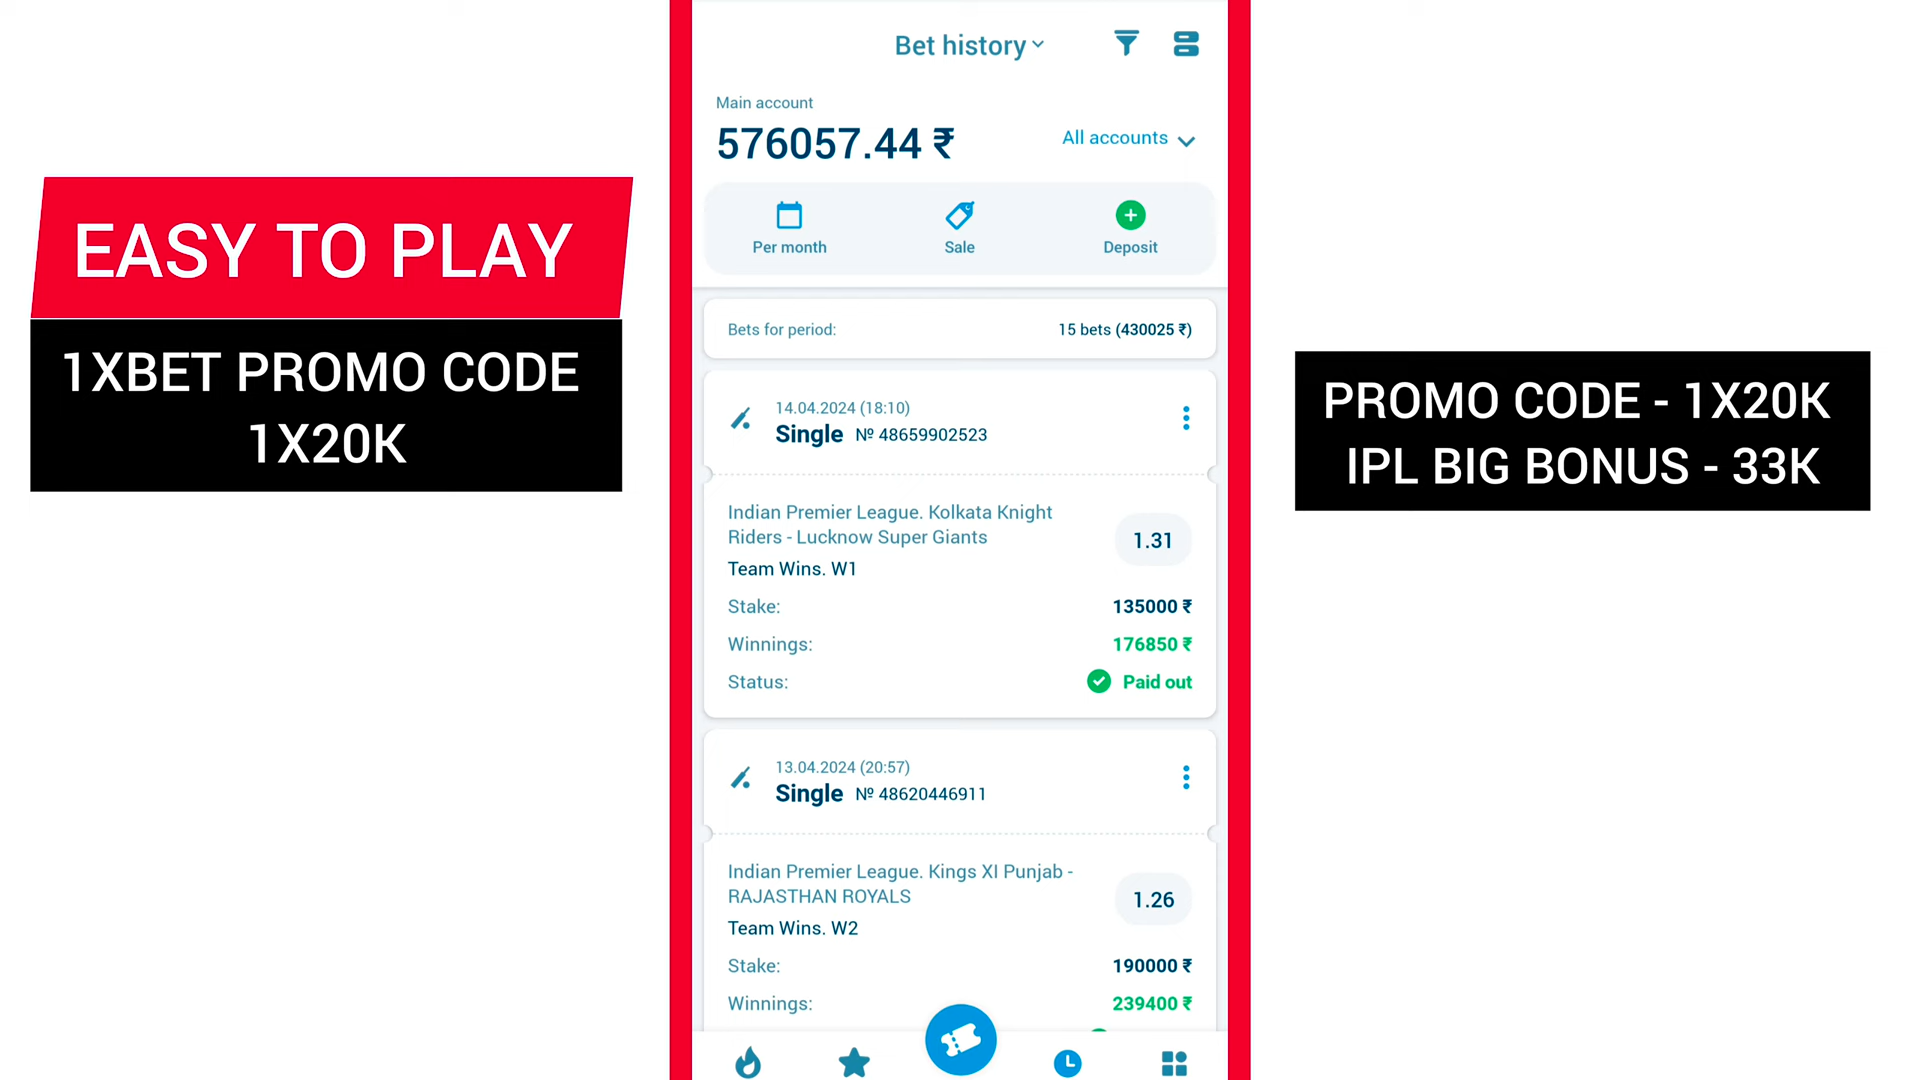 EASY TO PLAY
1XBET PROMO CODE
1X20K
Bet history
Main account
576057.44 ₹
All accounts
Per month
Sale
Deposit
Bets for period:
15 bets (430025 ₹)
14.04.2024 (18:10)
Single № 48659902523
Indian Premier League. Kolkata Knight
Riders - Lucknow Super Giants
1.31
Team Wins. W1
Stake:
135000 ₹
Winnings:
176850 ₹
Status:
Paid out
13.04.2024 (20:57)
Single № 48620446911
Indian Premier League. Kings XI Punjab -
RAJASTHAN ROYALS
1.26
Team Wins. W2
Stake:
190000 ₹
Winnings:
239400 ₹
PROMO CODE - 1X20K
IPL BIG BONUS - 33K